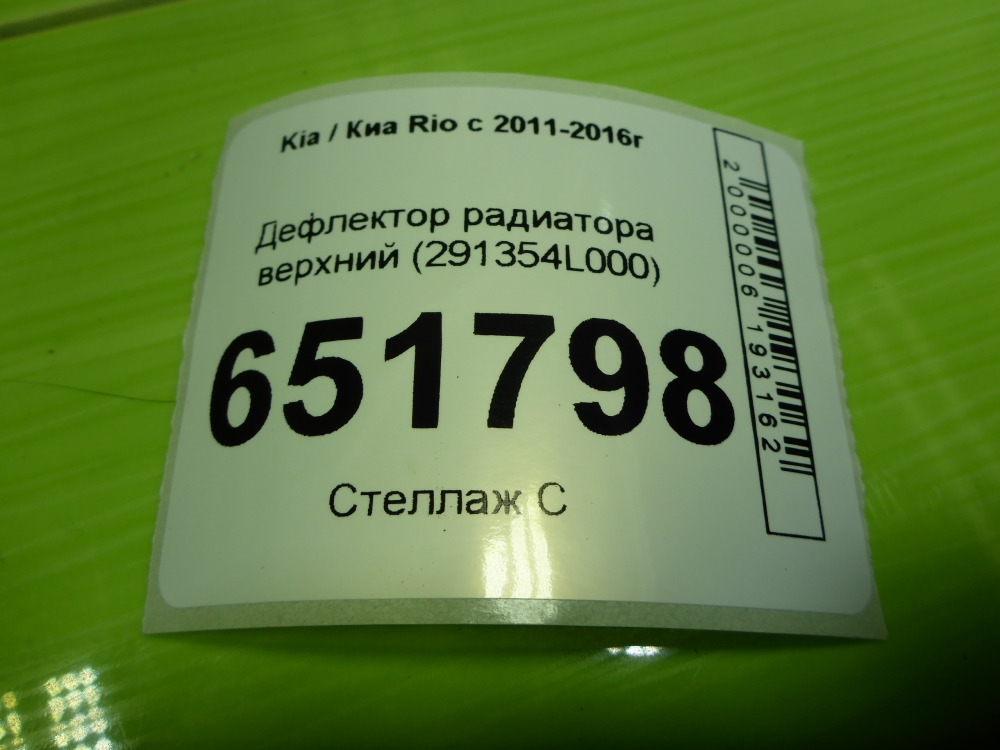 Kia / Киа Rio с 2011-2016г
Дефлектор радиатора
верхний (291354L000)
651798
Стеллаж С
2000006193162